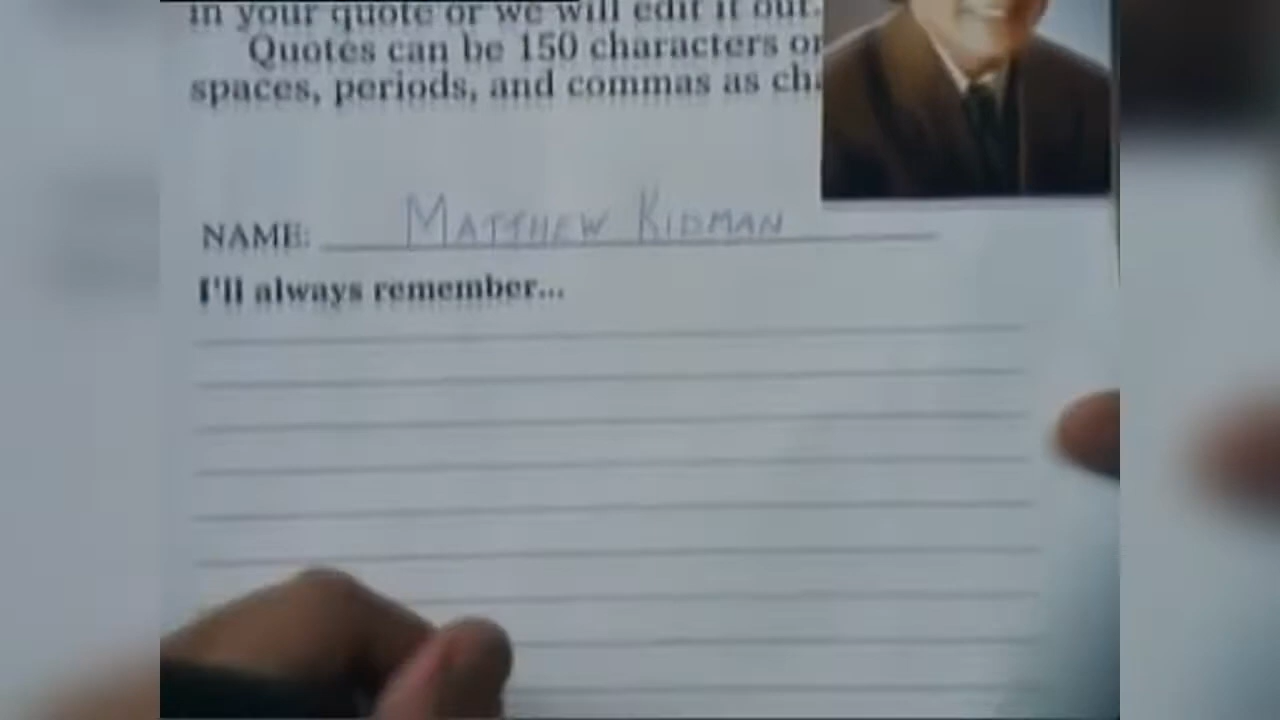 in your quote or we will edit it out.
Quotes can be 150 characters or
spaces, periods, and commas as
NAME: MATTHEW KIDMAN
I'll always remember...